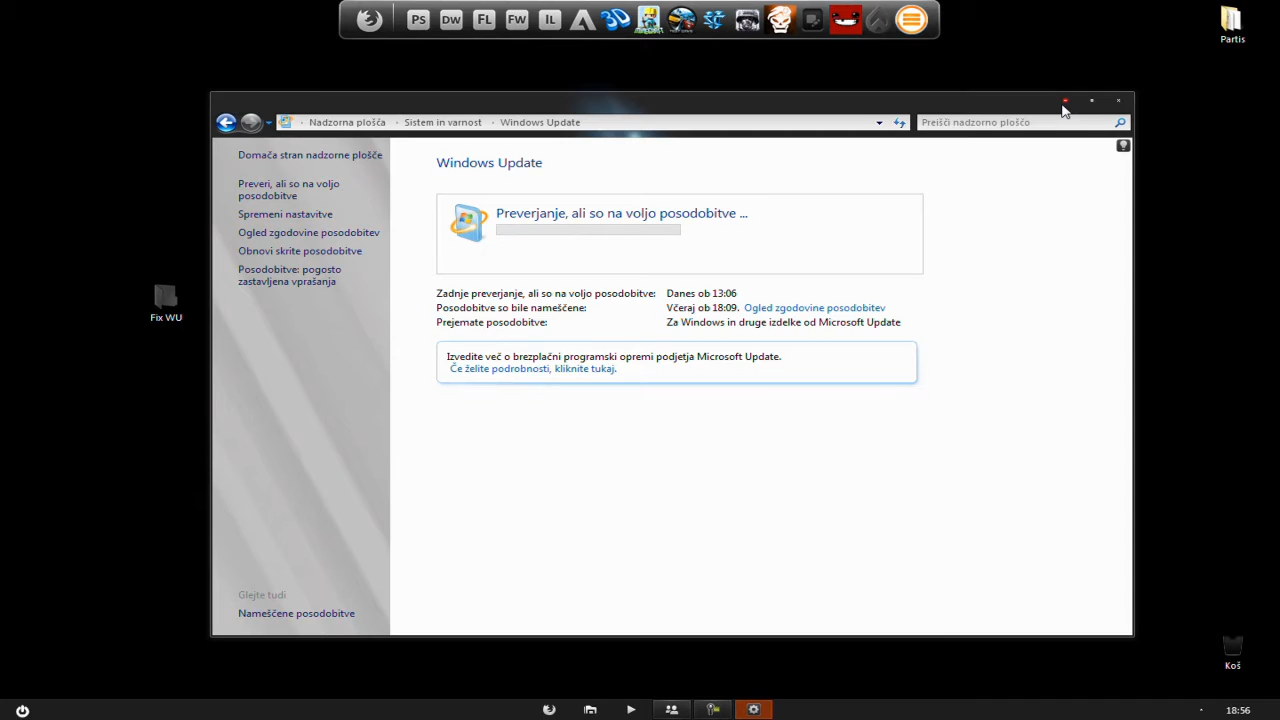 PS DW FL FW IL 3D
MINECRAFT
Partis
Nadzorna plošča Sistem in varnost Windows Update
Preišči nadzorno ploščo
Domača stran nadzorne plošče
Preveri, ali so na voljo
posodobitve
Spremeni nastavitve
Ogled zgodovine posodobitev
Obnovi skrite posodobitve
Posodobitve: pogosto
zastavljena vprašanja
Glejte tudi
Nameščene posodobitve
Windows Update
Preverjanje, ali so na voljo posodobitve ...
Zadnje preverjanje, ali so na voljo posodobitve: Danes ob 13:06
Posodobitve so bile nameščene: Včeraj ob 18:09. Ogled zgodovine posodobitev
Prejemate posodobitve: Za Windows in druge izdelke od Microsoft Update
Izvedite več o brezplačni programski opremi podjetja Microsoft Update.
Če želite podrobnosti, kliknite tukaj.
Fix WU
Koš
18:56